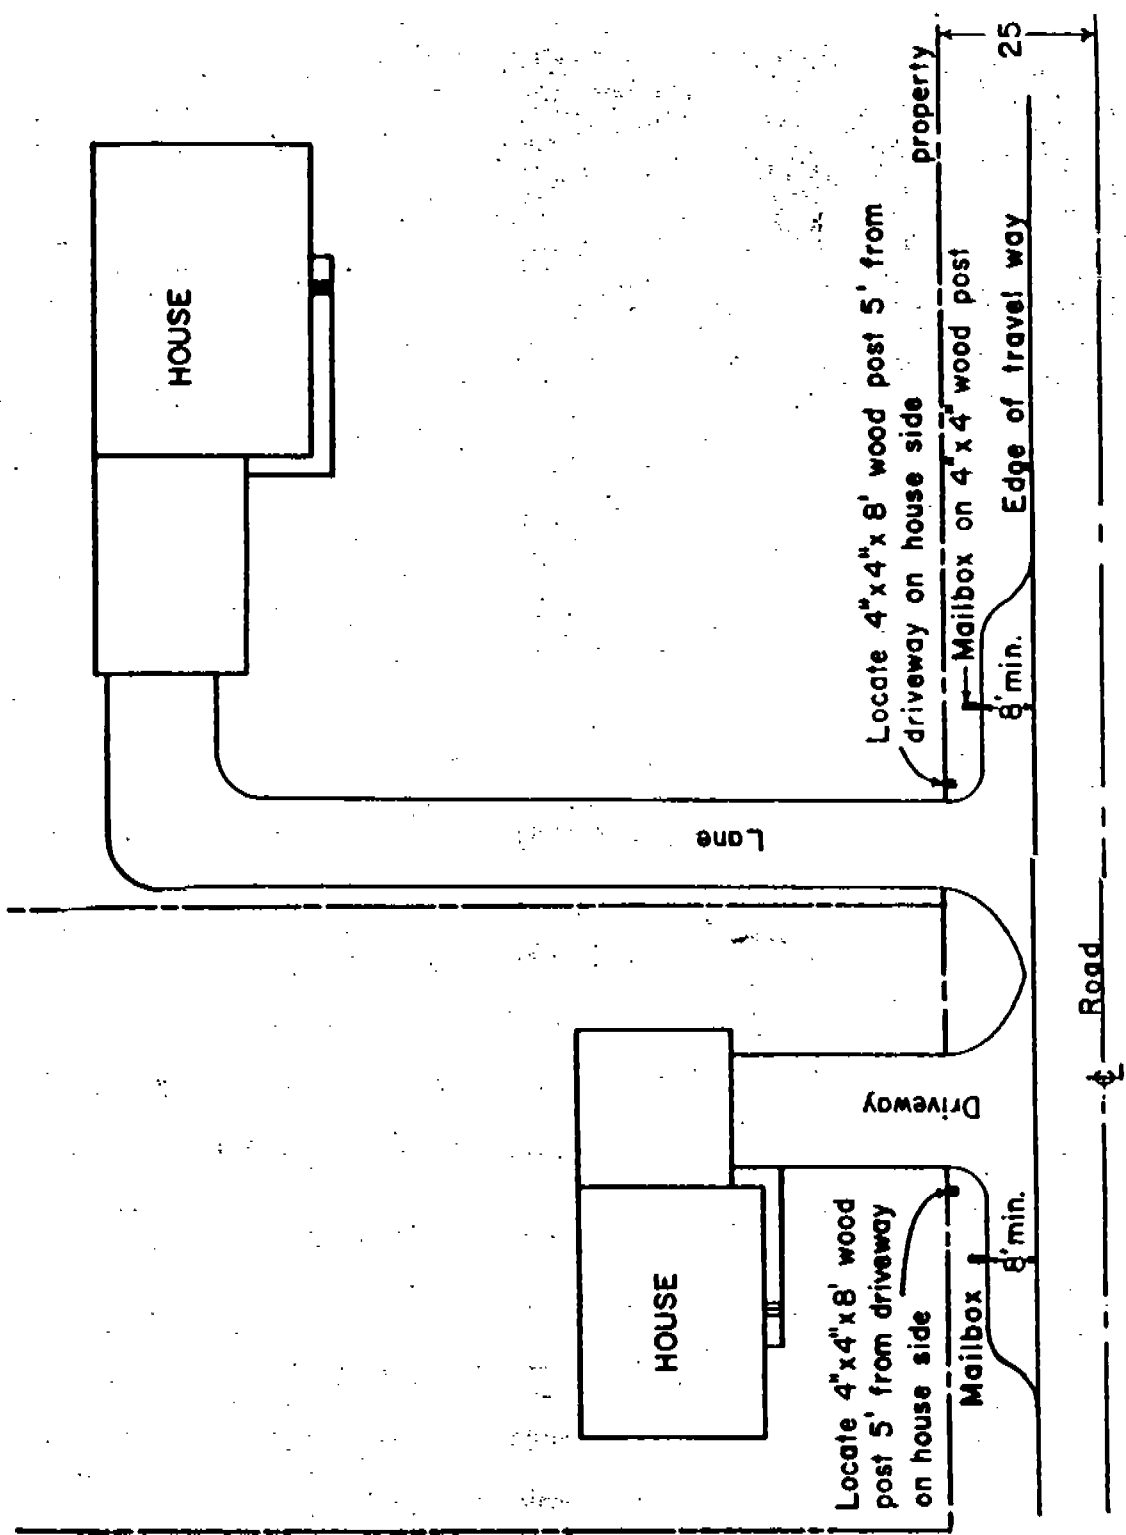 HOUSE
HOUSE
Lane
Driveway
Locate 4"x4"x8' wood
post 5' from driveway
on house side
Mailbox
8'min.
Locate 4"x4"x 8' wood post 5' from
driveway on house side
Mailbox on 4"x4" wood post
8'min.
property
25
Edge of travel way
Road
℄